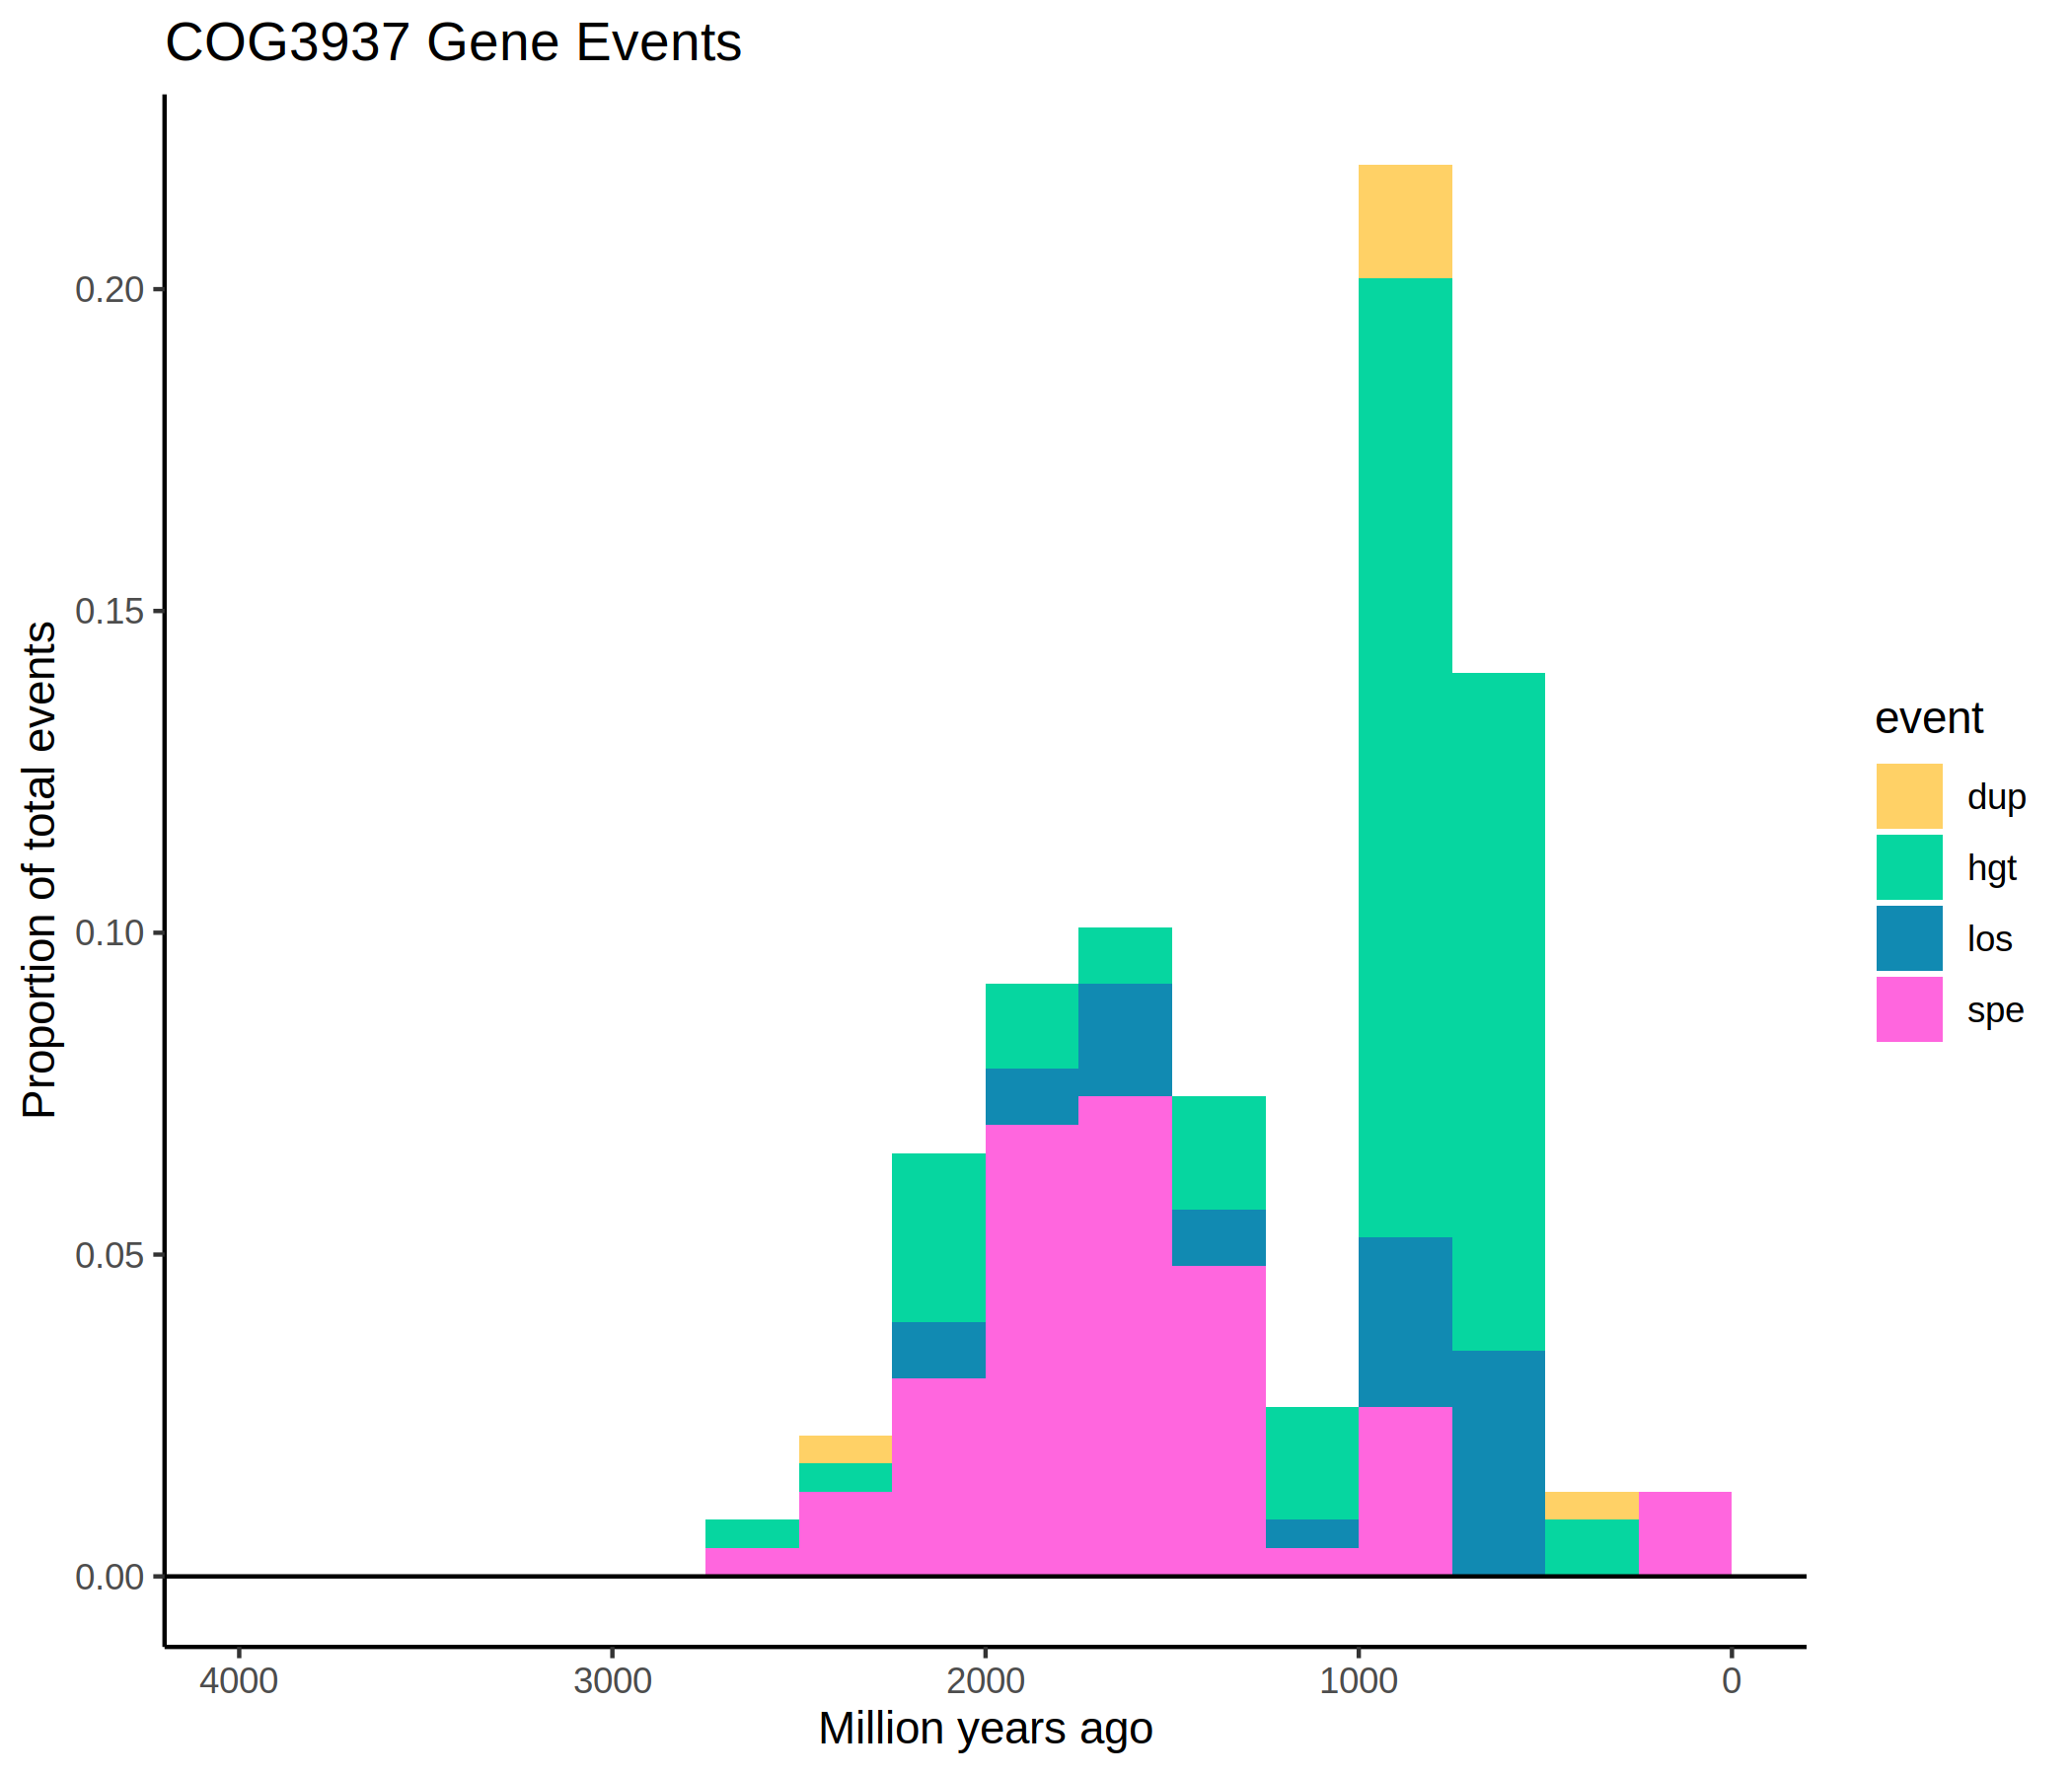 COG3937 Gene Events
Proportion of total events
0.20
0.15
0.10
0.05
0.00
4000 3000 2000 1000 0
Million years ago
event
dup
hgt
los
spe